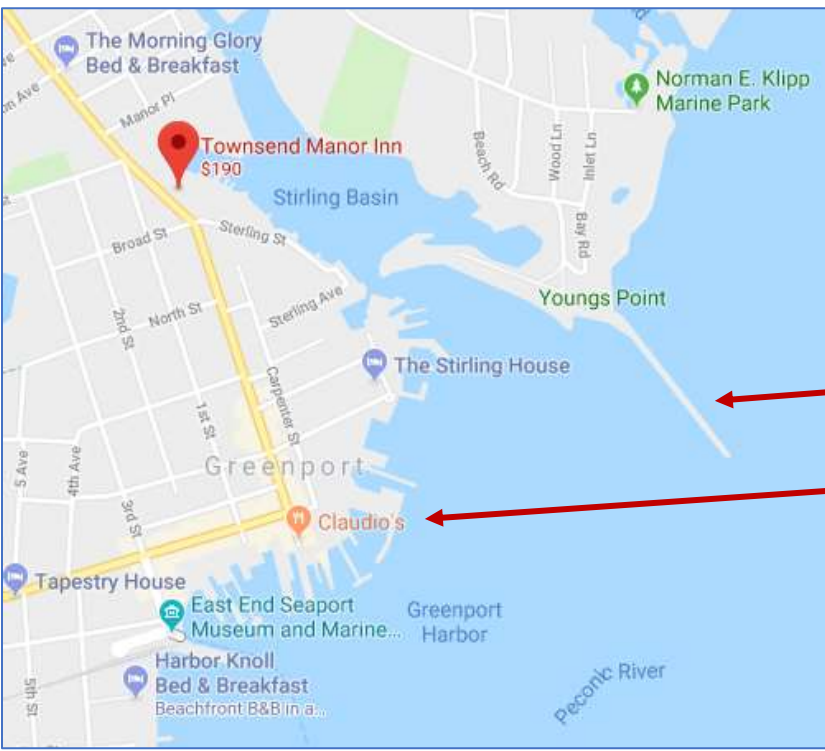 The Morning Glory
Bed & Breakfast
Norman E. Klipp
Marine Park
Manor Pl
Townsend Manor Inn
$190
Beach Rd
Wood Ln
Inlet Ln
Stirling Basin
Bay Rd
Broad St
Sterling St
Youngs Point
2nd St
North St
Sterling Ave
The Stirling House
Carpenter St
1st St
Greenport
5 Ave
4th Ave
3rd St
Claudio's
Tapestry House
East End Seaport
Museum and Marine...
Greenport
Harbor
Harbor Knoll
Bed & Breakfast
Beachfront B&B in a...
Peconic River
5th St